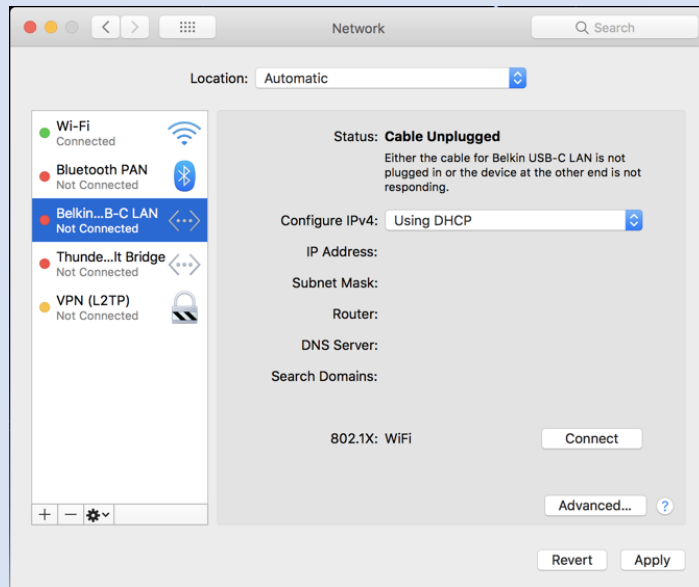 Network
Search
Location: Automatic
Wi-Fi
Connected
Bluetooth PAN
Not Connected
Belkin...B-C LAN
Not Connected
Thunde...lt Bridge
Not Connected
VPN (L2TP)
Not Connected
Status: Cable Unplugged
Either the cable for Belkin USB-C LAN is not
plugged in or the device at the other end is not
responding.
Configure IPv4: Using DHCP
IP Address:
Subnet Mask:
Router:
DNS Server:
Search Domains:
802.1X: WiFi Connect
Advanced... ?
Revert Apply